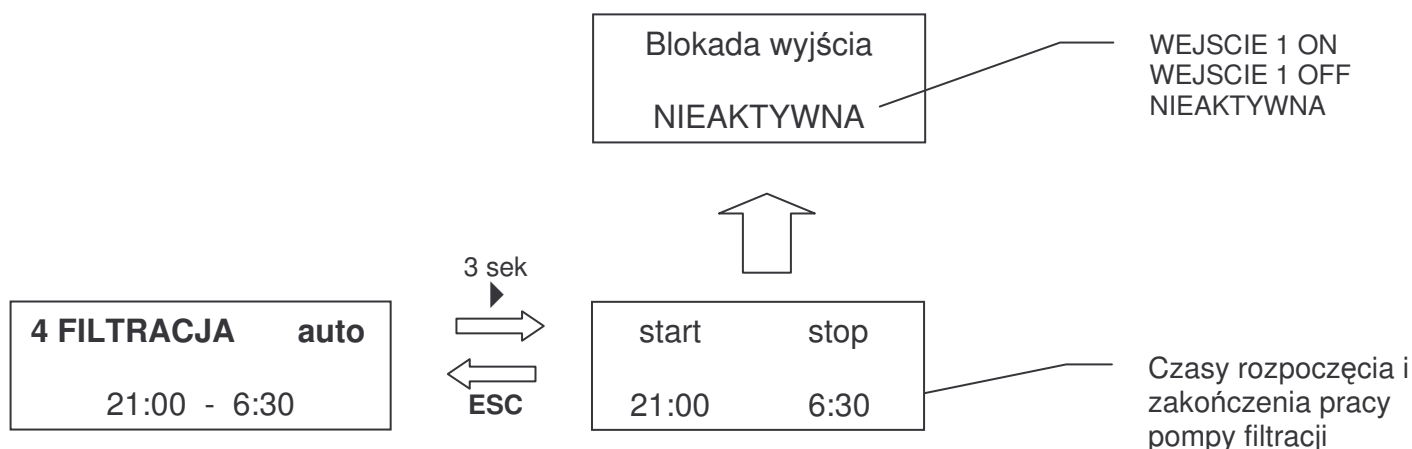 Blokada wyjścia
NIEAKTYWNA
WEJSCIE 1 ON
WEJSCIE 1 OFF
NIEAKTYWNA
3 sek
4 FILTRACJA auto
21:00 - 6:30
ESC
start stop
21:00 6:30
Czasy rozpoczęcia i
zakończenia pracy
pompy filtracji